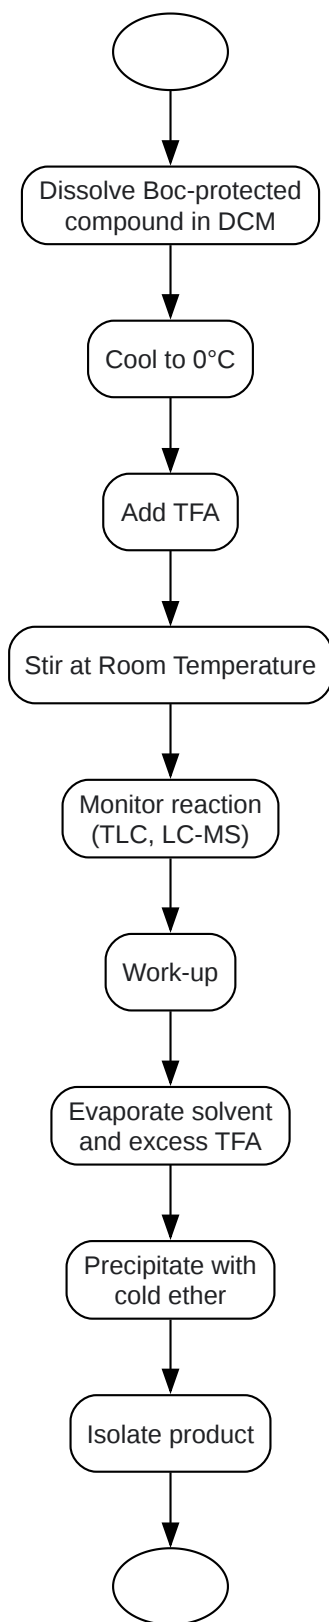 Dissolve Boc-protected
compound in DCM
Cool to 0°C
Add TFA
Stir at Room Temperature
Monitor reaction
(TLC, LC-MS)
Work-up
Evaporate solvent
and excess TFA
Precipitate with
cold ether
Isolate product